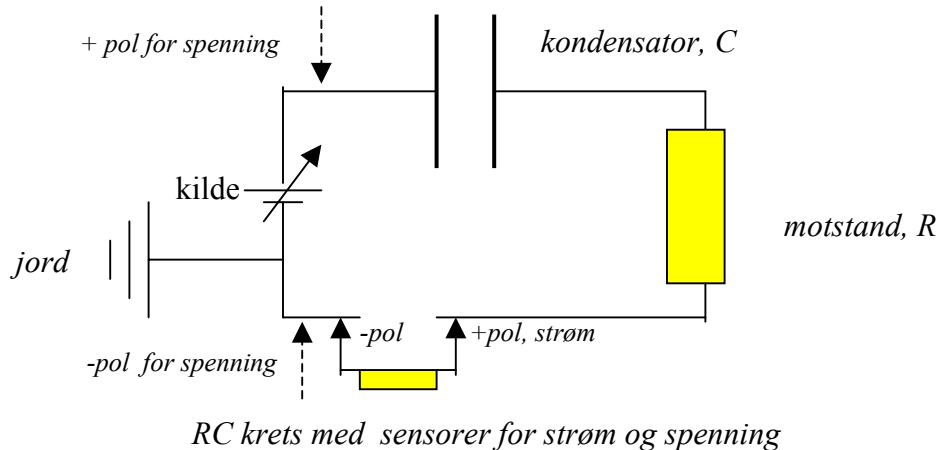 + pol for spenning
kondensator, C
kilde
motstand, R
jord
-pol
+pol, strøm
-pol for spenning
RC krets med sensorer for strøm og spenning